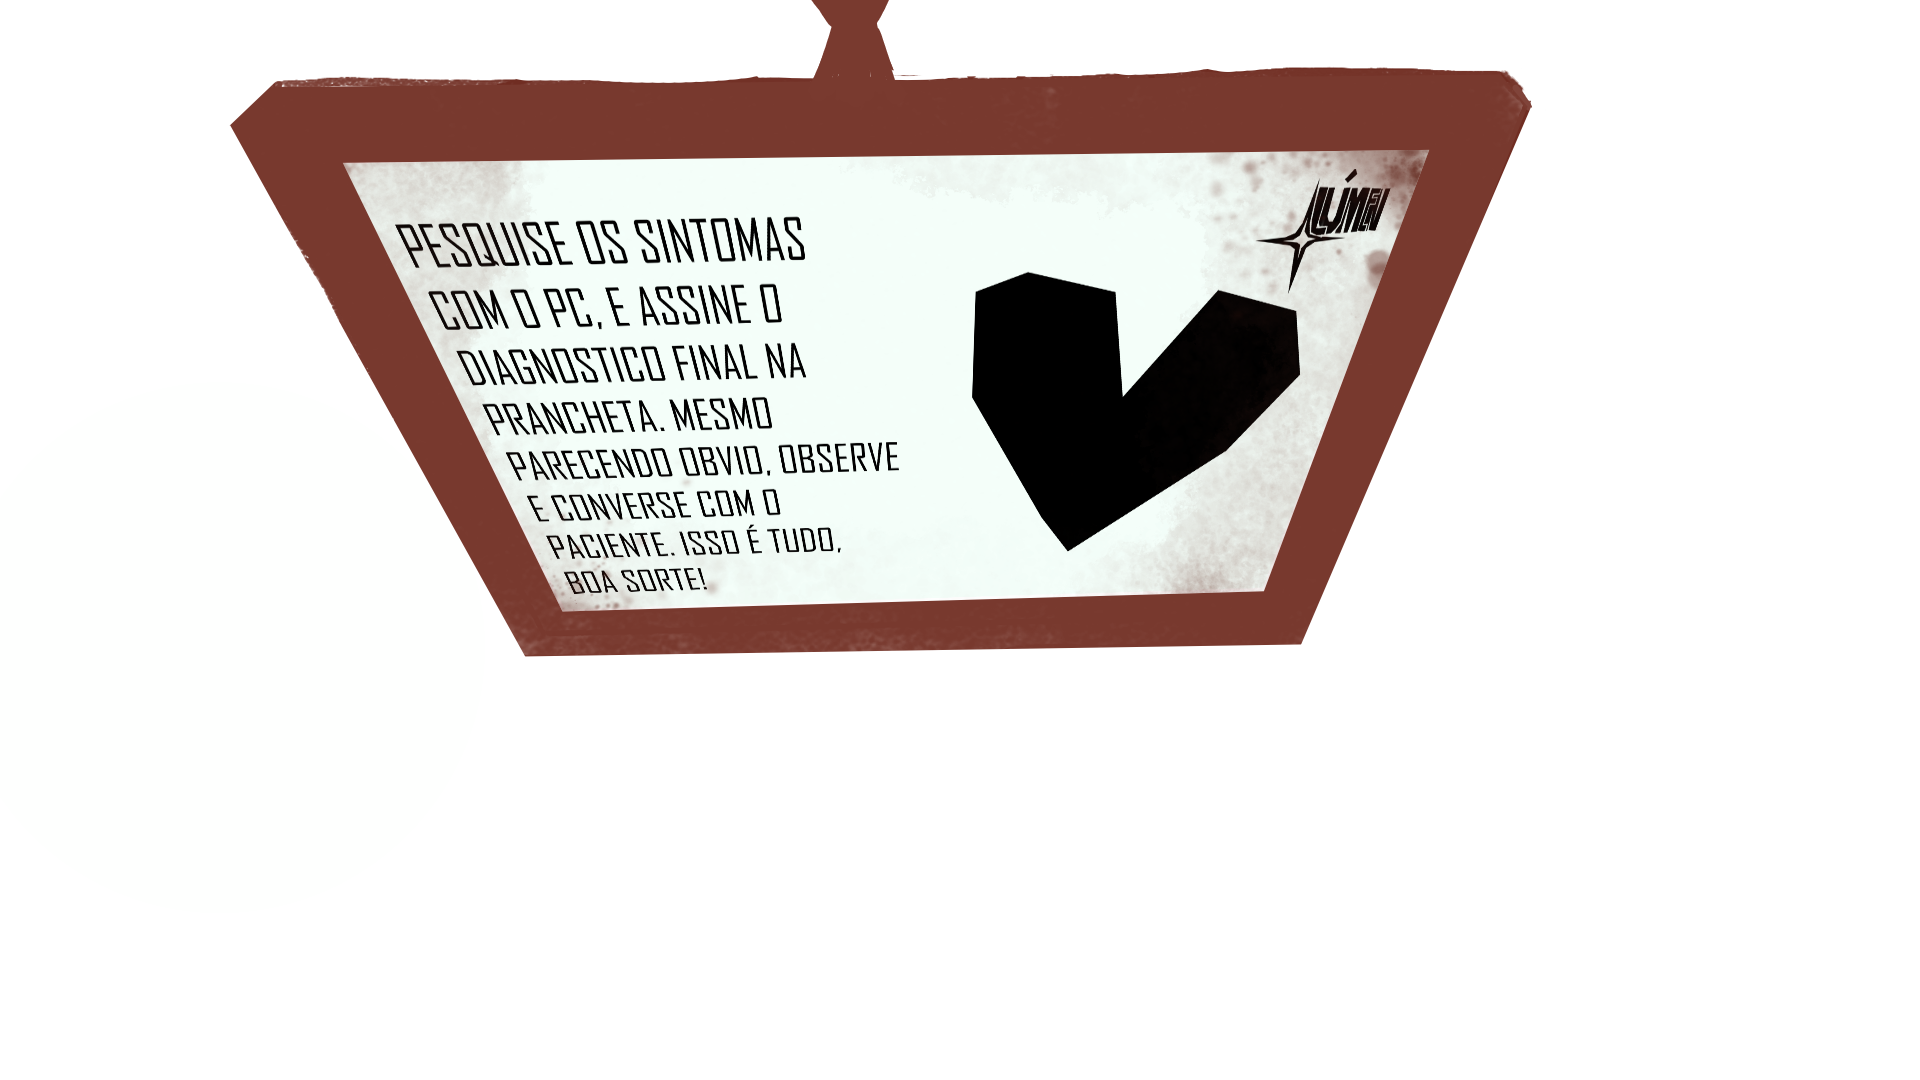 PESQUISE OS SINTOMAS
COM O PC, E ASSINE O
DIAGNOSTICO FINAL NA
PRANCHETA. MESMO
PARECENDO OBVIO, OBSERVE
E CONVERSE COM O
PACIENTE. ISSO É TUDO,
BOA SORTE!
LÚMEN